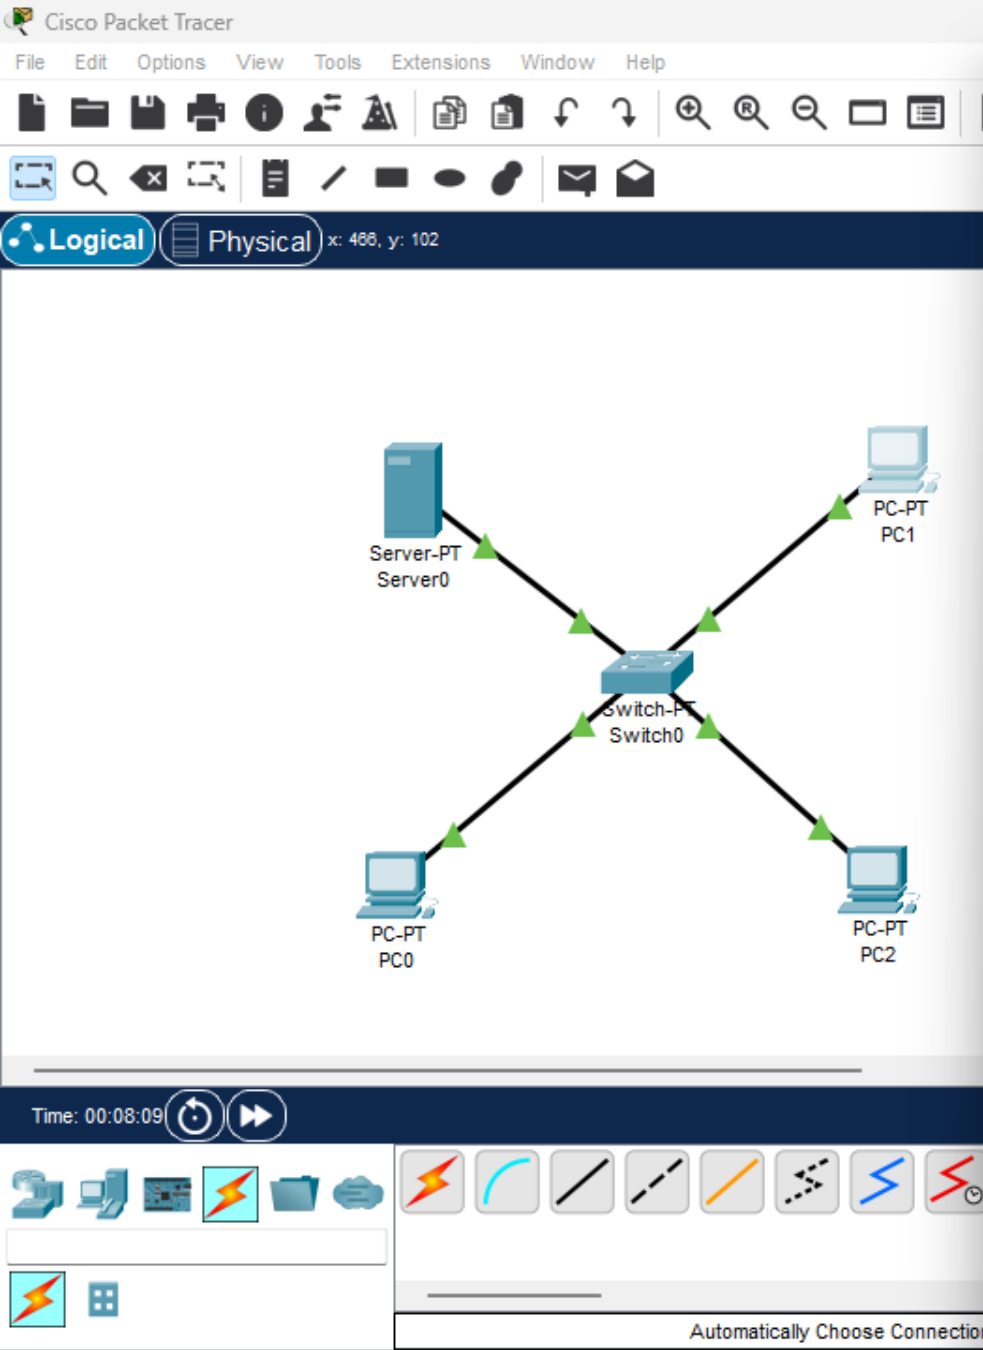 Cisco Packet Tracer
File Edit Options View Tools Extensions Window Help
Logical Physical x: 466, y: 102
PC-PT
PC1
Server-PT
Server0
Switch-PT
Switch0
PC-PT
PC0
PC-PT
PC2
Time: 00:08:09
Automatically Choose Connectio